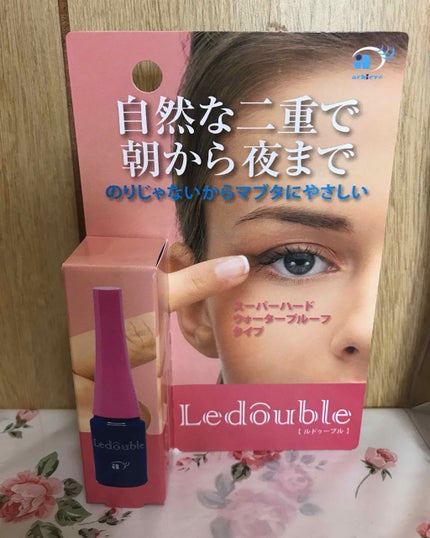 achieve
自然な二重で
朝から夜まで
のりじゃないからマブタにやさしい
スーパーハード
ウォータープルーフ
タイプ
Ledouble
【ルドゥーブル】
Ledouble